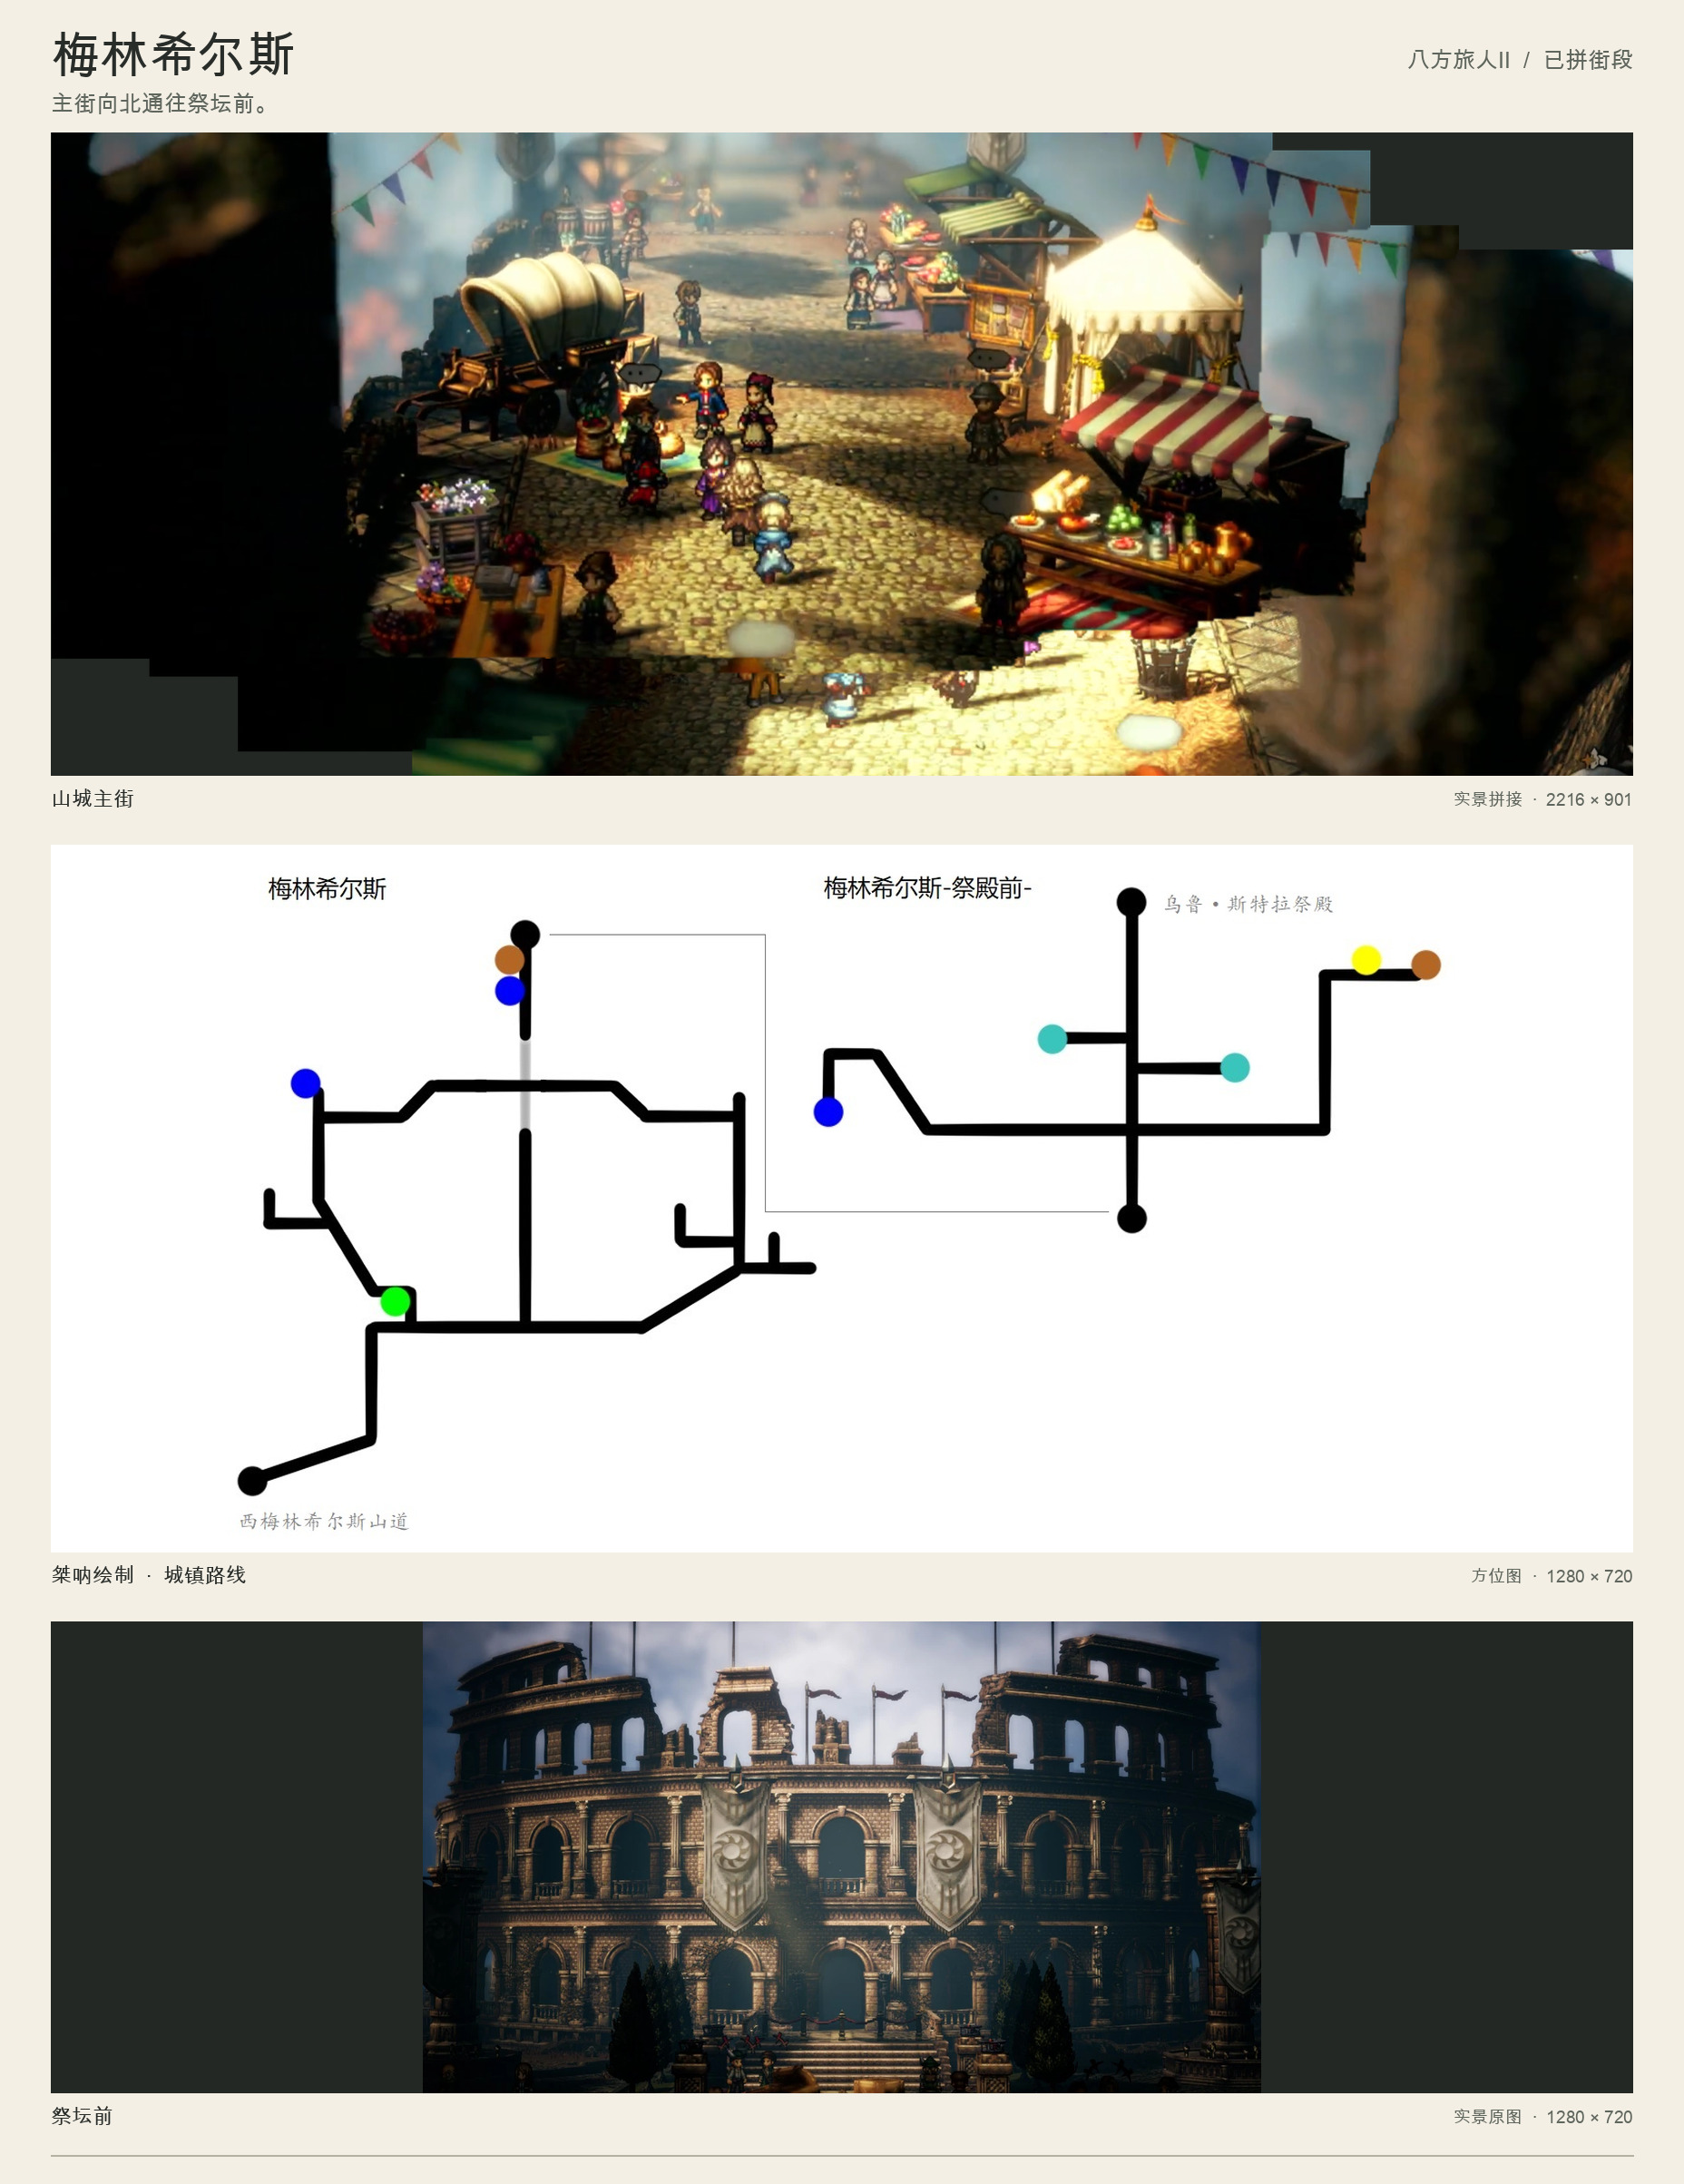 梅林希尔斯
八方旅人II / 已拼街段
主街向北通往祭坛前。
山城主街
实景拼接 · 2216 × 901
梅林希尔斯
梅林希尔斯-祭殿前-
乌鲁·斯特拉祭殿
西梅林希尔斯山道
桀呐绘制 · 城镇路线
方位图 · 1280 × 720
祭坛前
实景原图 · 1280 × 720